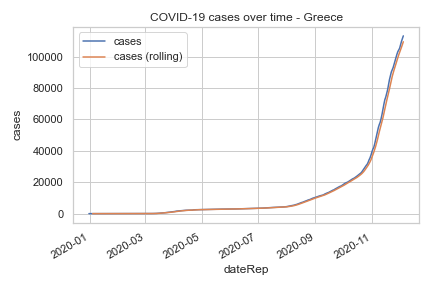 COVID-19 cases over time - Greece
cases
cases (rolling)
100000
80000
60000
40000
20000
0
cases
2020-01
2020-03
2020-05
2020-07
2020-09
2020-11
dateRep